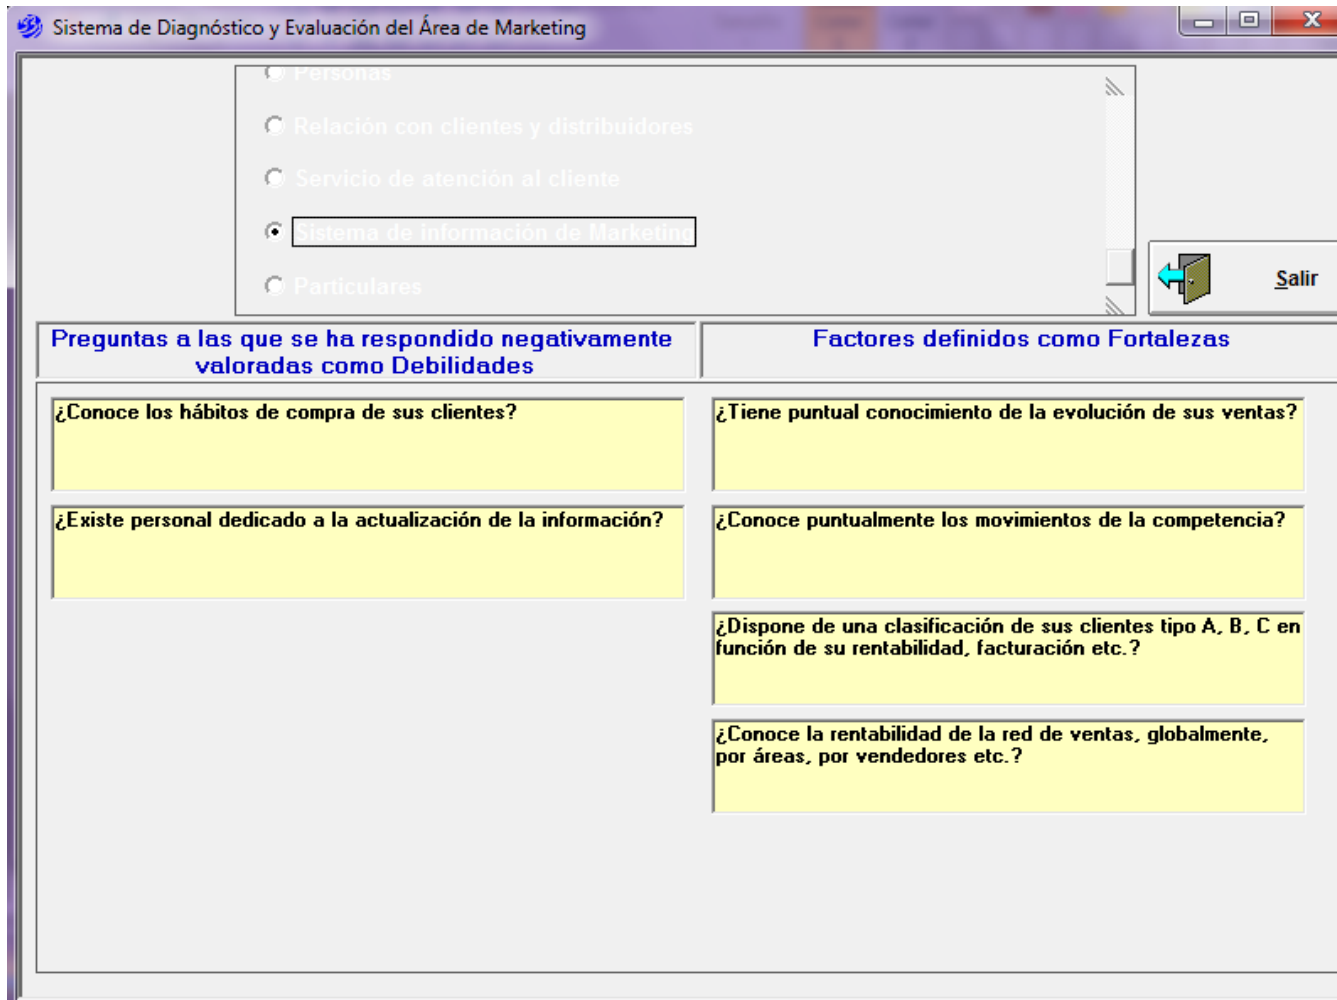 Sistema de Diagnóstico y Evaluación del Área de Marketing
Personas
Relación con clientes y distribuidores
Servicio de atención al cliente
Sistema de información de Marketing
Particulares
Salir
Preguntas a las que se ha respondido negativamente
valoradas como Debilidades
Factores definidos como Fortalezas
¿Conoce los hábitos de compra de sus clientes?
¿Existe personal dedicado a la actualización de la información?
¿Tiene puntual conocimiento de la evolución de sus ventas?
¿Conoce puntualmente los movimientos de la competencia?
¿Dispone de una clasificación de sus clientes tipo A, B, C en
función de su rentabilidad, facturación etc.?
¿Conoce la rentabilidad de la red de ventas, globalmente,
por áreas, por vendedores etc.?